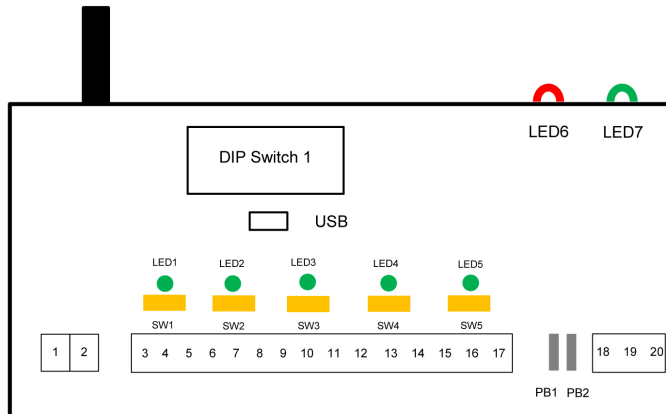 LED6 LED7
DIP Switch 1
USB
LED1 LED2 LED3 LED4 LED5
SW1 SW2 SW3 SW4 SW5
1 2 3 4 5 6 7 8 9 10 11 12 13 14 15 16 17 18 19 20
PB1 PB2